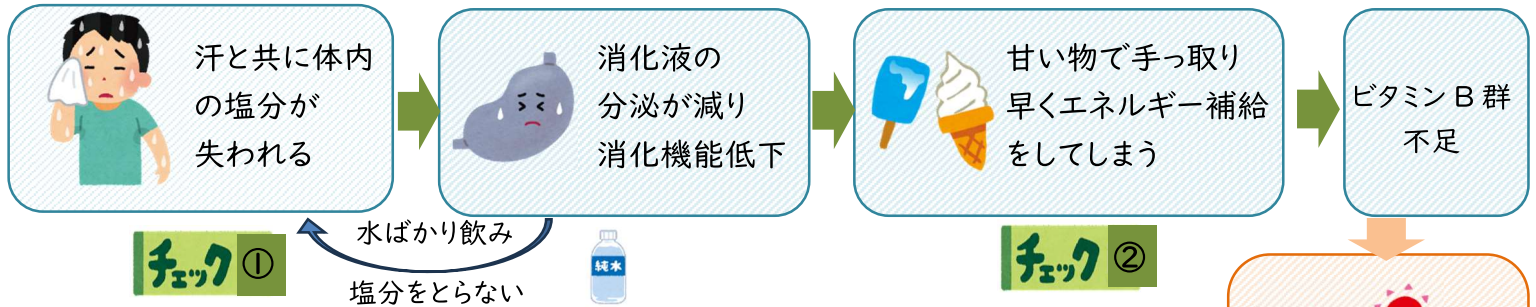 汗と共に体内
の塩分が
失われる
消化液の
分泌が減り
消化機能低下
甘い物で手っ取り
早くエネルギー補給
をしてしまう
ビタミン B 群
不足
チェック ①
水ばかり飲み
塩分をとらない
純水
チェック ②